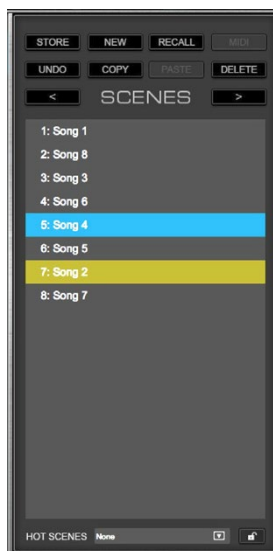 STORE NEW RECALL MIDI
UNDO COPY PASTE DELETE
< SCENES >
1: Song 1
2: Song 8
3: Song 3
4: Song 6
5: Song 4
6: Song 5
7: Song 2
8: Song 7
HOT SCENES None